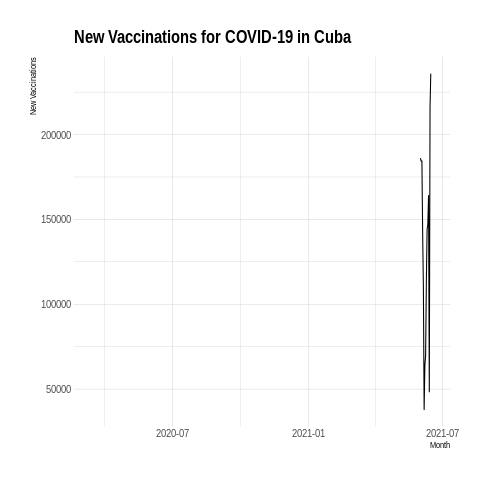 New Vaccinations for COVID-19 in Cuba
New Vaccinations
200000
150000
100000
50000
2020-07 2021-01 2021-07
Month